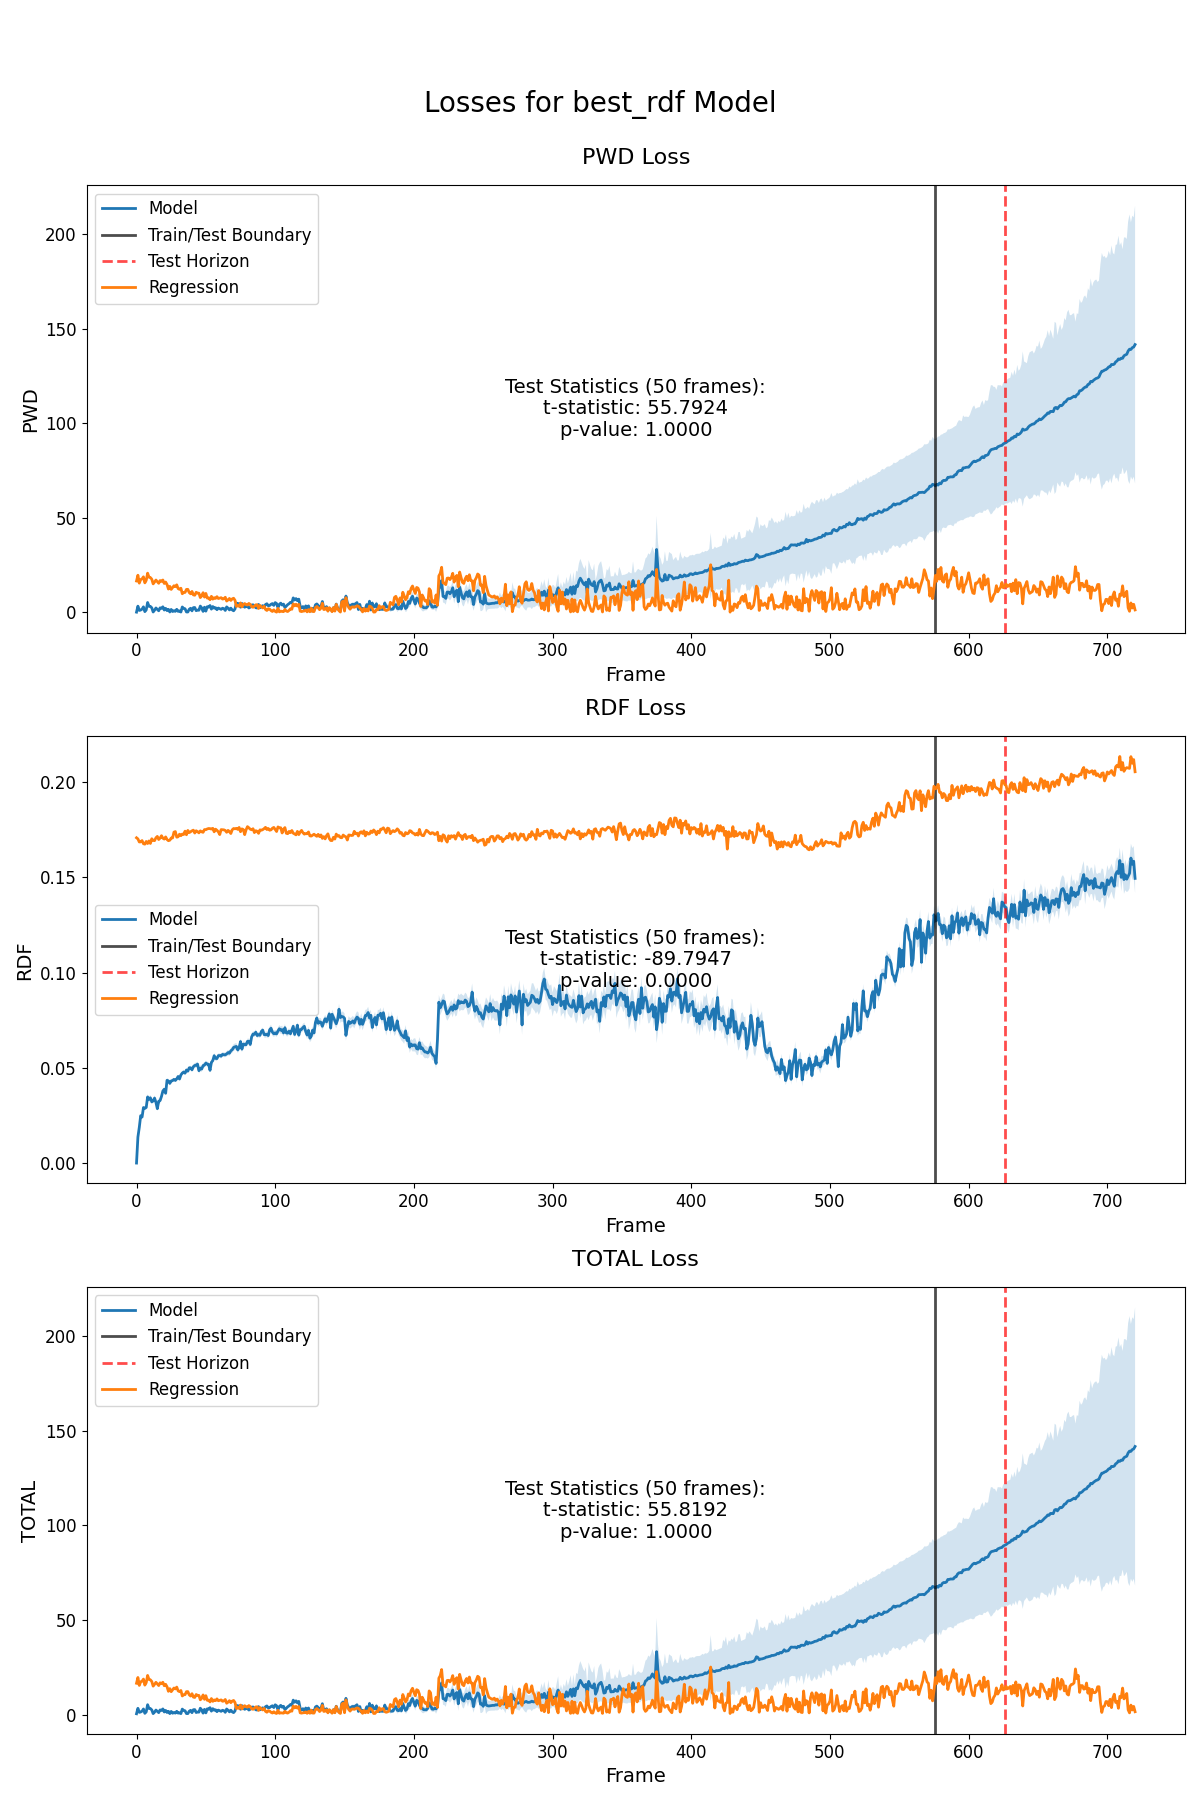 Losses for best_rdf Model
PWD Loss
Model
Train/Test Boundary
Test Horizon
Regression
Test Statistics (50 frames):
t-statistic: 55.7924
p-value: 1.0000
PWD
200
150
100
50
0
0 100 200 300 400 500 600 700
Frame
RDF Loss
Model
Train/Test Boundary
Test Horizon
Regression
Test Statistics (50 frames):
t-statistic: -89.7947
p-value: 0.0000
RDF
0.20
0.15
0.10
0.05
0.00
0 100 200 300 400 500 600 700
Frame
TOTAL Loss
Model
Train/Test Boundary
Test Horizon
Regression
Test Statistics (50 frames):
t-statistic: 55.8192
p-value: 1.0000
TOTAL
200
150
100
50
0
0 100 200 300 400 500 600 700
Frame